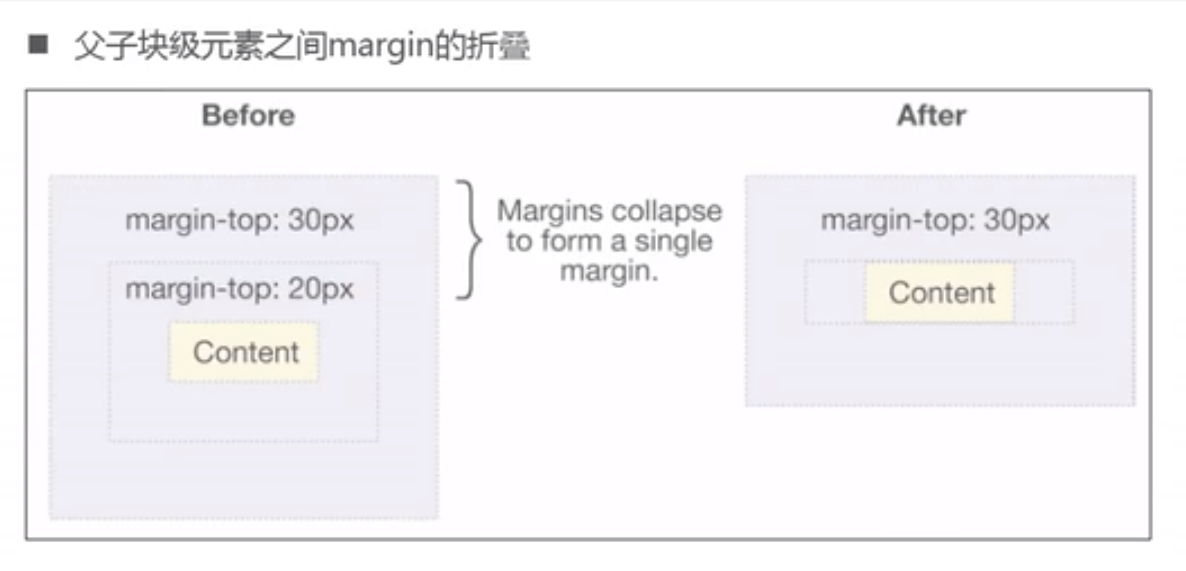 ■ 父子块级元素之间margin的折叠
Before
After
margin-top: 30px
margin-top: 20px
Content
Margins collapse
to form a single
margin.
margin-top: 30px
Content